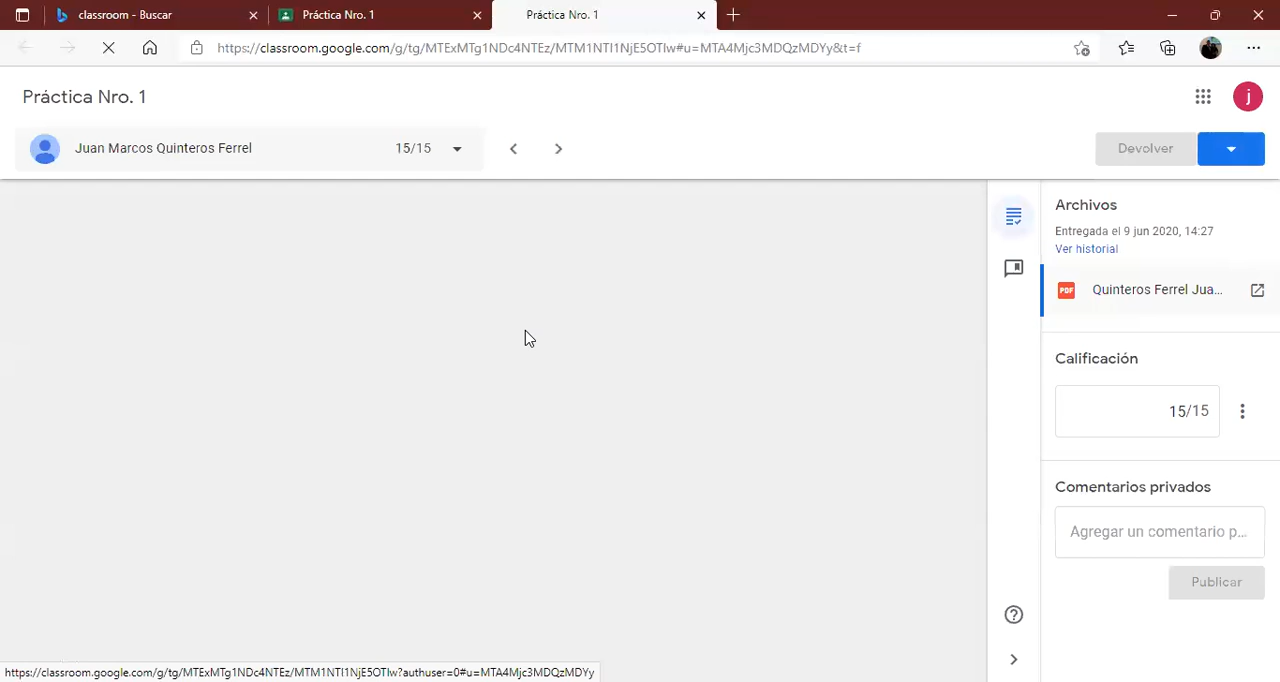 classroom - Buscar
Práctica Nro. 1
Práctica Nro. 1
https://classroom.google.com/g/tg/MTExMTg1NDc4NTEz/MTM1NTI1NjE5OTIw#u=MTA4Mjc3MDQzMDYy&t=f
Práctica Nro. 1
j
Juan Marcos Quinteros Ferrel 15/15
Devolver
Archivos
Entregada el 9 jun 2020, 14:27
Ver historial
PDF Quinteros Ferrel Jua...
Calificación
15/15
Comentarios privados
Agregar un comentario p...
Publicar
https://classroom.google.com/g/tg/MTExMTg1NDc4NTEz/MTM1NTI1NjE5OTIw?authuser=0#u=MTA4Mjc3MDQzMDYy